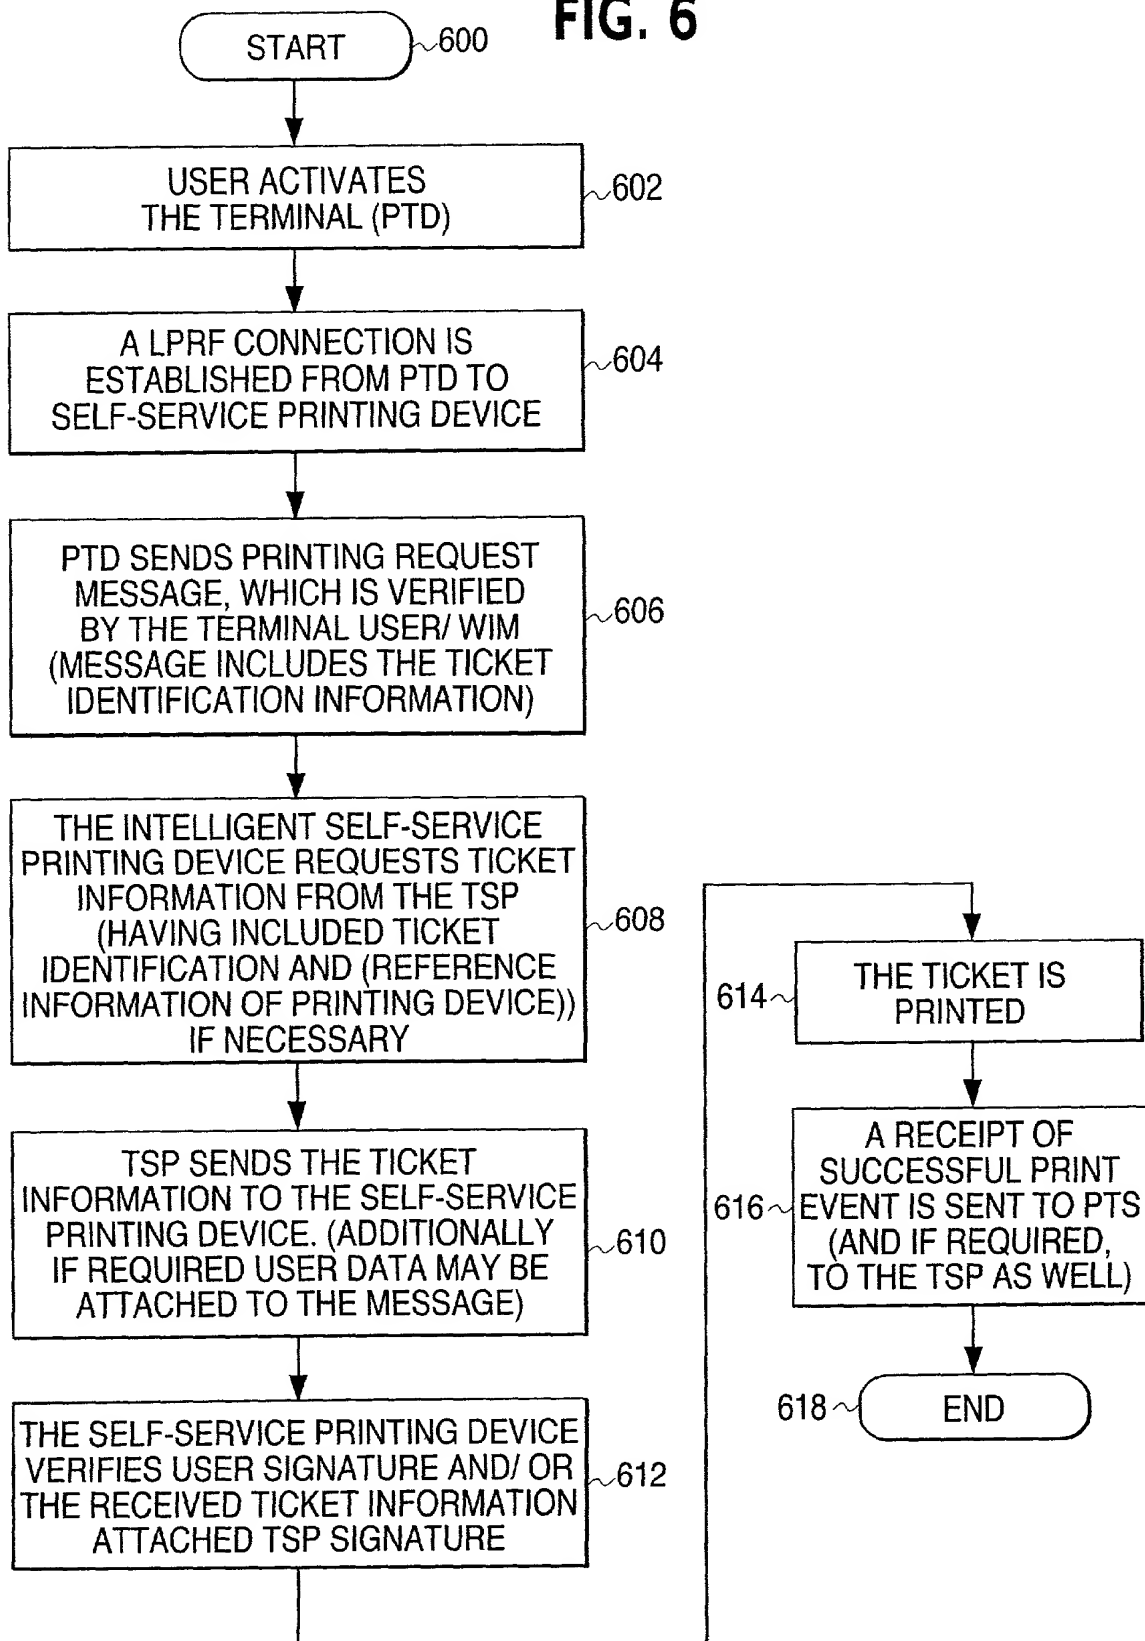 FIG. 6
START
600
USER ACTIVATES
THE TERMINAL (PTD)
602
A LPRF CONNECTION IS
ESTABLISHED FROM PTD TO
SELF-SERVICE PRINTING DEVICE
604
PTD SENDS PRINTING REQUEST
MESSAGE, WHICH IS VERIFIED
BY THE TERMINAL USER/ WIM
(MESSAGE INCLUDES THE TICKET
IDENTIFICATION INFORMATION)
606
THE INTELLIGENT SELF-SERVICE
PRINTING DEVICE REQUESTS TICKET
INFORMATION FROM THE TSP
(HAVING INCLUDED TICKET
IDENTIFICATION AND (REFERENCE
INFORMATION OF PRINTING DEVICE))
IF NECESSARY
608
TSP SENDS THE TICKET
INFORMATION TO THE SELF-SERVICE
PRINTING DEVICE. (ADDITIONALLY
IF REQUIRED USER DATA MAY BE
ATTACHED TO THE MESSAGE)
610
THE SELF-SERVICE PRINTING DEVICE
VERIFIES USER SIGNATURE AND/ OR
THE RECEIVED TICKET INFORMATION
ATTACHED TSP SIGNATURE
612
THE TICKET IS
PRINTED
614
A RECEIPT OF
SUCCESSFUL PRINT
EVENT IS SENT TO PTS
(AND IF REQUIRED,
TO THE TSP AS WELL)
616
END
618